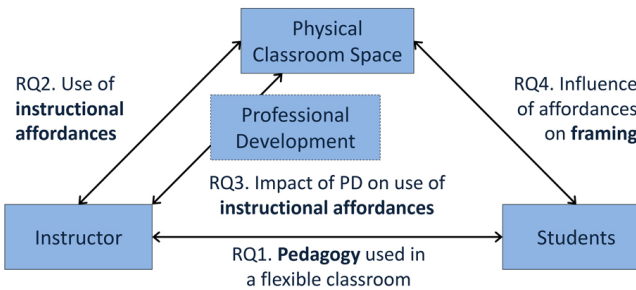 Physical
Classroom Space
RQ2. Use of
instructional
affordances
RQ4. Influence
of affordances
on framing
Professional
Development
RQ3. Impact of PD on use of
instructional affordances
Instructor
Students
RQ1. Pedagogy used in
a flexible classroom